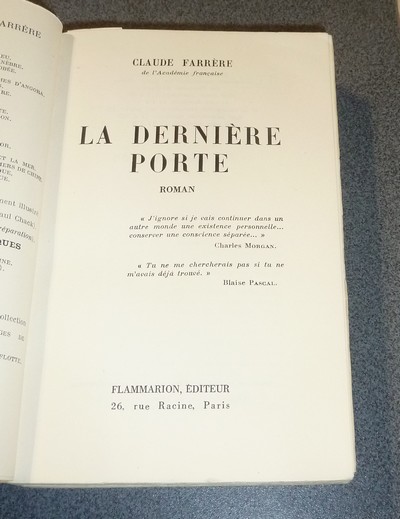 FARRÈRE
CLAUDE FARRÈRE
de l'Académie française
LA DERNIÈRE
PORTE
ROMAN
« J'ignore si je vais continuer dans un
autre monde une existence personnelle...
conserver une conscience séparée... »
Charles MORGAN.
« Tu ne me chercherais pas si tu ne
m'avais déjà trouvé. »
Blaise PASCAL.
FLAMMARION, ÉDITEUR
26, rue Racine, Paris